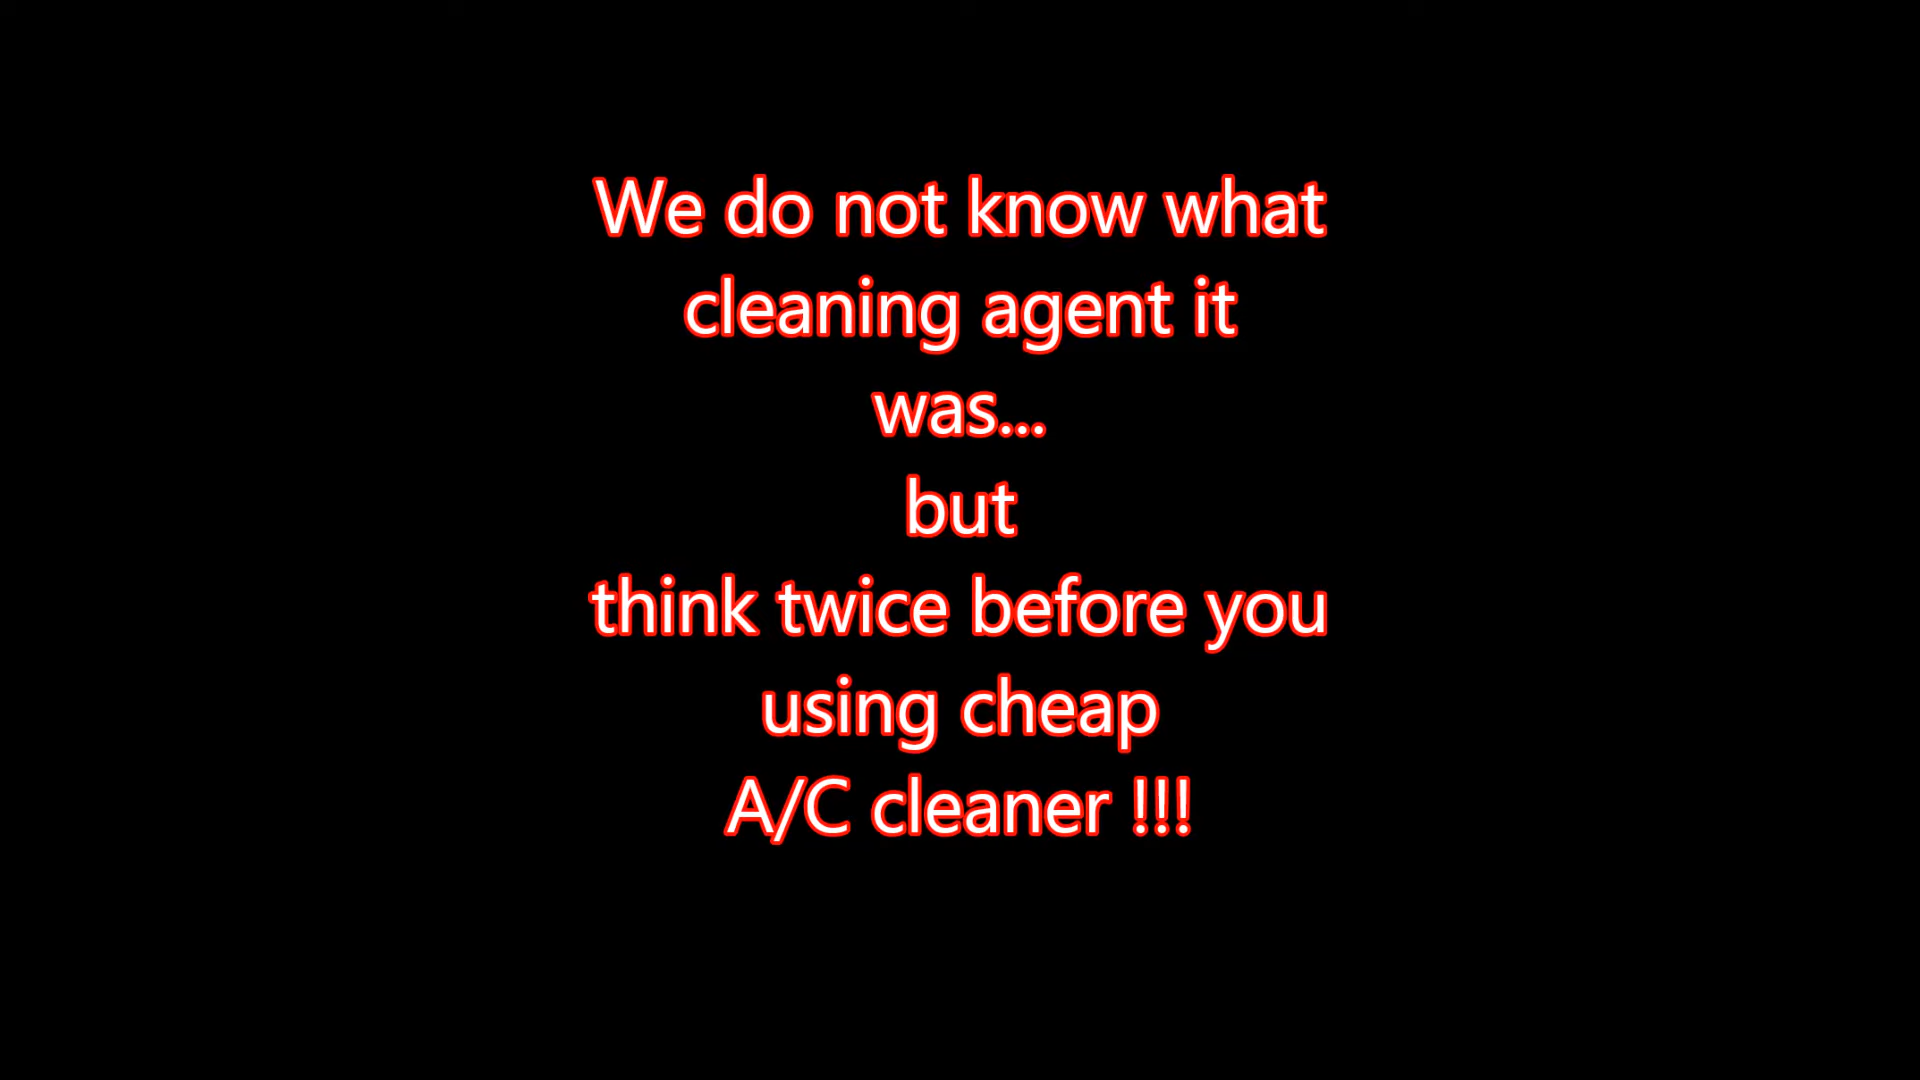 We do not know what
cleaning agent it
was...
but
think twice before you
using cheap
A/C cleaner !!!